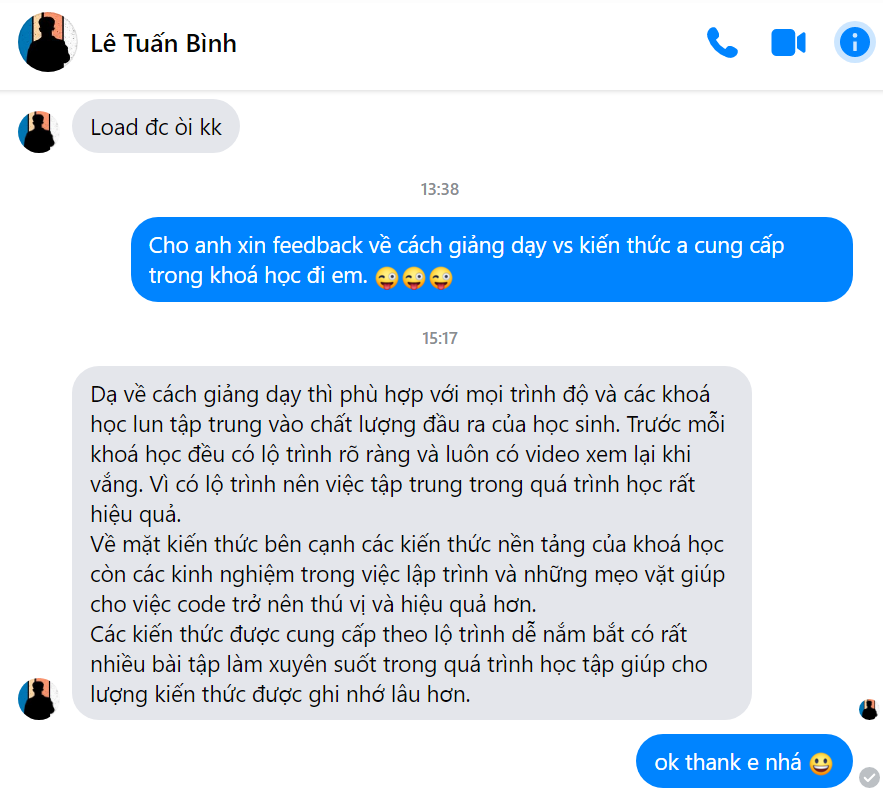 Lê Tuấn Bình
Load đc òi kk
13:38
Cho anh xin feedback về cách giảng dạy vs kiến thức a cung cấp
trong khoá học đi em. 😜😜😜
15:17
Dạ về cách giảng dạy thì phù hợp với mọi trình độ và các khoá
học lun tập trung vào chất lượng đầu ra của học sinh. Trước mỗi
khoá học đều có lộ trình rõ ràng và luôn có video xem lại khi
vắng. Vì có lộ trình nên việc tập trung trong quá trình học rất
hiệu quả.
Về mặt kiến thức bên cạnh các kiến thức nền tảng của khoá học
còn các kinh nghiệm trong việc lập trình và những mẹo vặt giúp
cho việc code trở nên thú vị và hiệu quả hơn.
Các kiến thức được cung cấp theo lộ trình dễ nắm bắt có rất
nhiều bài tập làm xuyên suốt trong quá trình học tập giúp cho
lượng kiến thức được ghi nhớ lâu hơn.
ok thank e nhá 😀